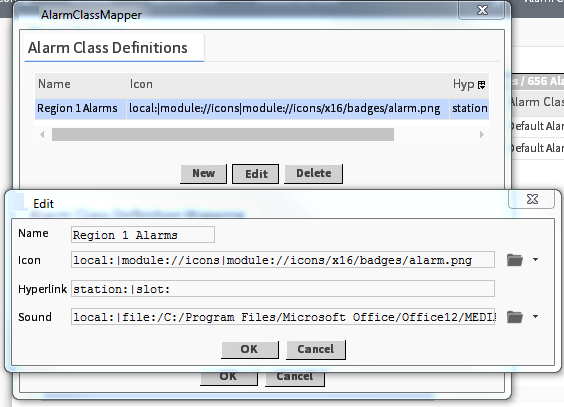 AlarmClassMapper
Alarm Class Definitions
Name Icon Hyp
Region 1 Alarms local:|module://icons|module://icons/x16/badges/alarm.png station
New Edit Delete
/ 656 Ala
Alarm Clas
Default Alar
Default Alar
Edit
Name Region 1 Alarms
Icon local:|module://icons|module://icons/x16/badges/alarm.png
Hyperlink station:|slot:
Sound local:|file:/C:/Program Files/Microsoft Office/Office12/MEDI
OK Cancel
OK Cancel